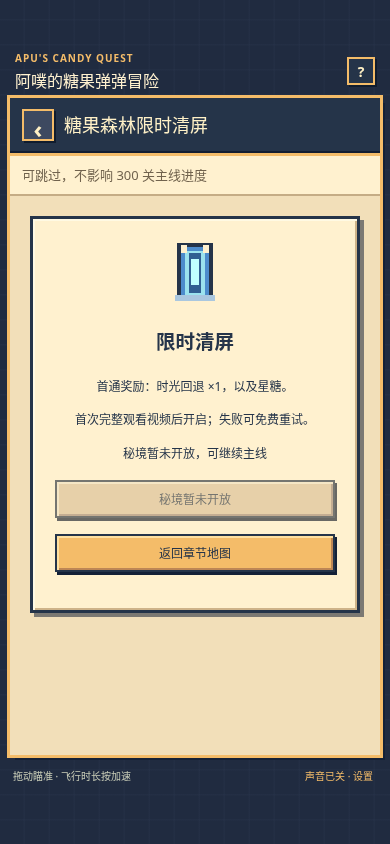 APU'S CANDY QUEST
阿噗的糖果弹弹冒险
?
‹
糖果森林限时清屏
可跳过，不影响 300 关主线进度
限时清屏
首通奖励：时光回退 ×1，以及星糖。
首次完整观看视频后开启；失败可免费重试。
秘境暂未开放，可继续主线
秘境暂未开放
返回章节地图
拖动瞄准 · 飞行时长按加速
声音已关 · 设置